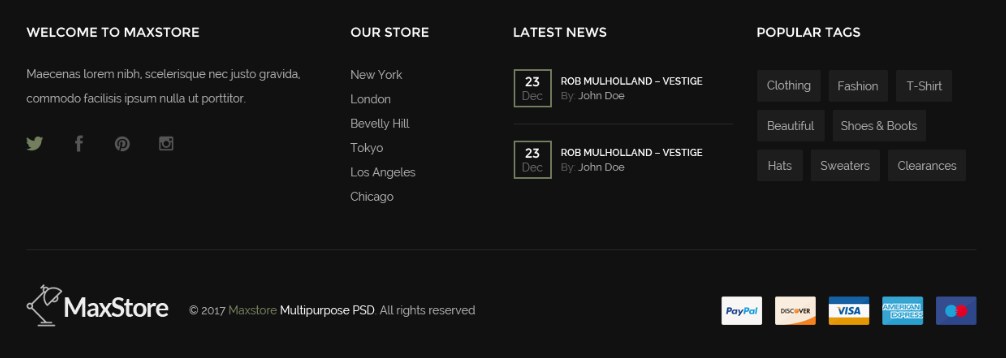 WELCOME TO MAXSTORE
Maecenas lorem nibh, scelerisque nec justo gravida,
commodo facilisis ipsum nulla ut porttitor.
OUR STORE
New York
London
Bevelly Hill
Tokyo
Los Angeles
Chicago
LATEST NEWS
23
Dec
ROB MULHOLLAND – VESTIGE
By: John Doe
23
Dec
ROB MULHOLLAND – VESTIGE
By: John Doe
POPULAR TAGS
Clothing Fashion T-Shirt
Beautiful Shoes & Boots
Hats Sweaters Clearances
MaxStore
© 2017 Maxstore Multipurpose PSD. All rights reserved
PayPal
DISCOVER
VISA
AMERICAN
EXPRESS